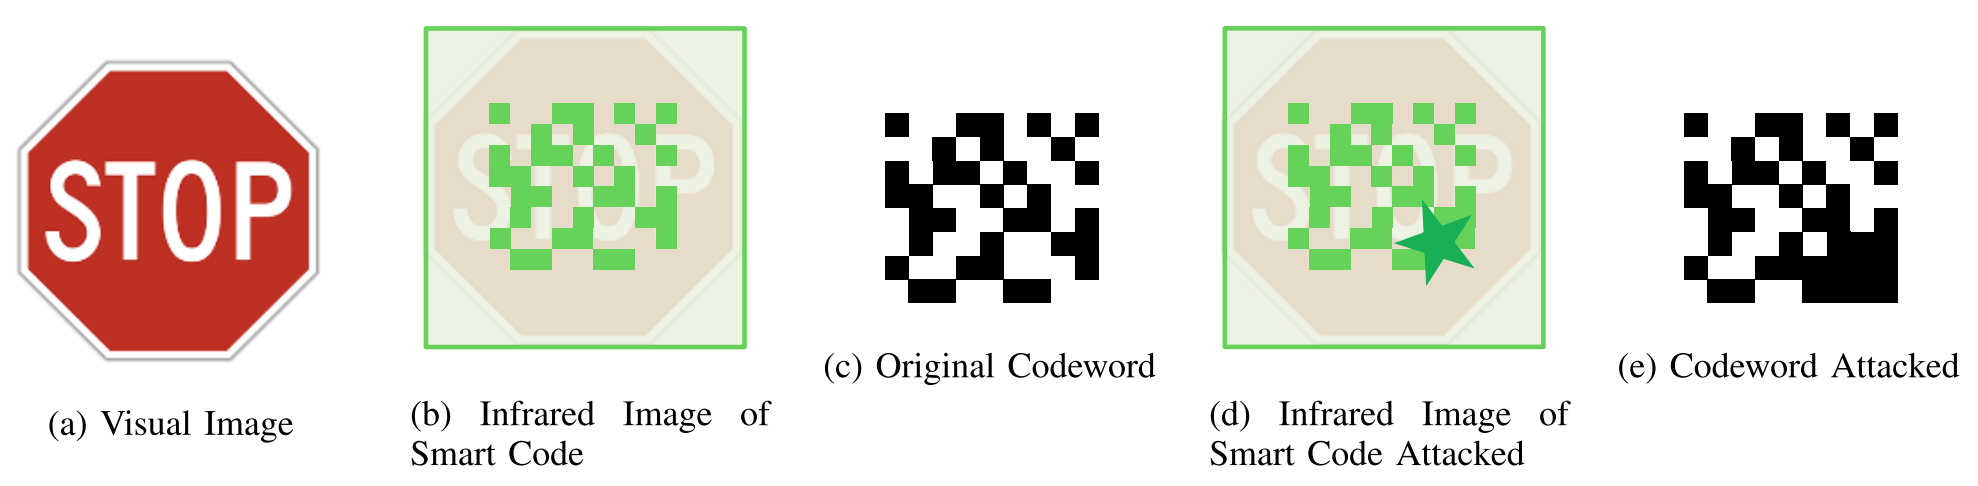 STOP
STOP
STOP
(a) Visual Image
(b) Infrared Image of
Smart Code
(c) Original Codeword
(d) Infrared Image of
Smart Code Attacked
(e) Codeword Attacked